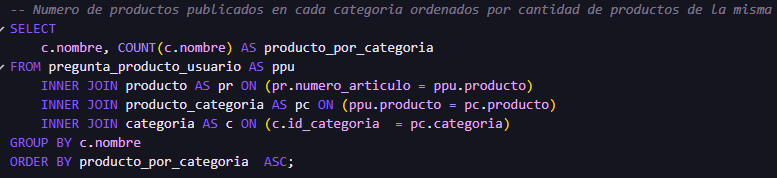 -- Numero de productos publicados en cada categoria ordenados por cantidad de productos de la misma
SELECT
    c.nombre, COUNT(c.nombre) AS producto_por_categoria
FROM pregunta_producto_usuario AS ppu
    INNER JOIN producto AS pr ON (pr.numero_articulo = ppu.producto)
    INNER JOIN producto_categoria AS pc ON (ppu.producto = pc.producto)
    INNER JOIN categoria AS c ON (c.id_categoria  = pc.categoria)
GROUP BY c.nombre
ORDER BY producto_por_categoria  ASC;